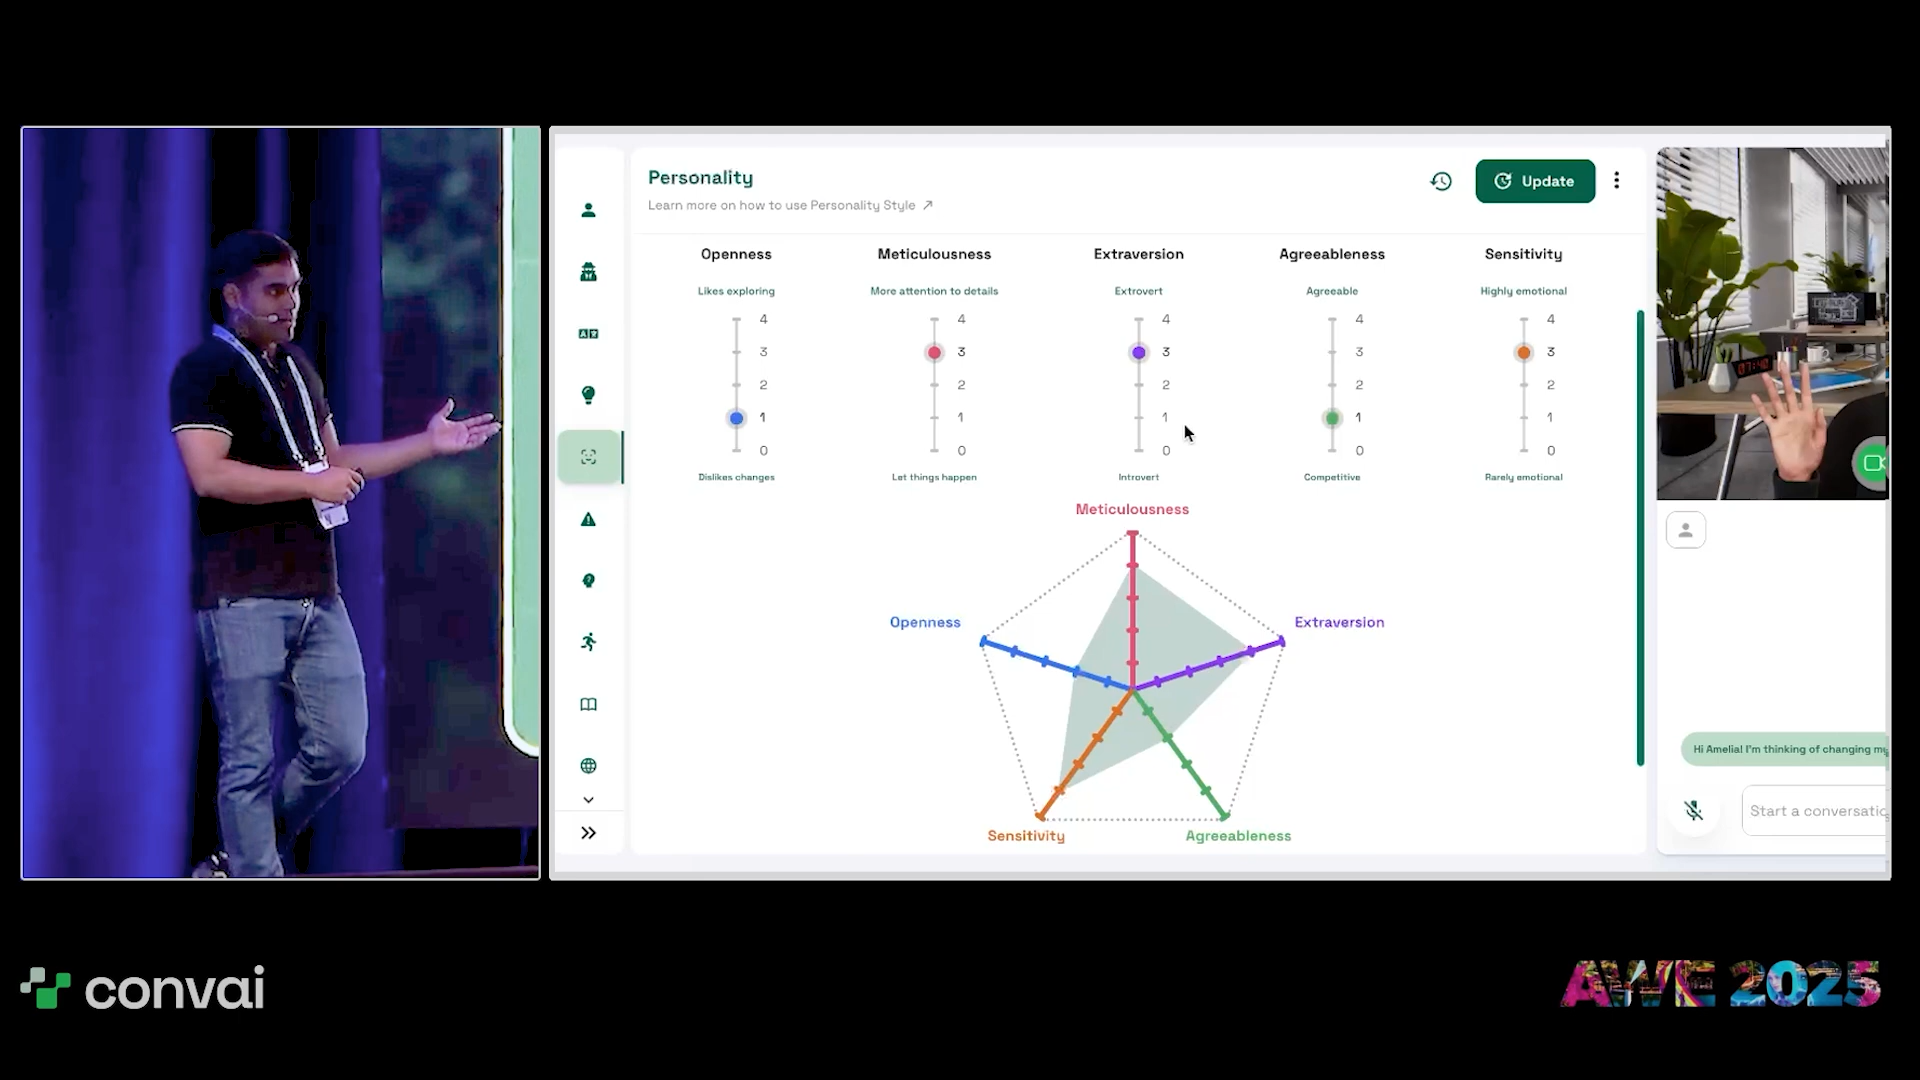 Personality
Learn more on how to use Personality Style
Update
Openness
Meticulousness
Extraversion
Agreeableness
Sensitivity
Likes exploring
More attention to details
Extrovert
Agreeable
Highly emotional
4 4 4 4 4
3 3 3 3 3
2 2 2 2 2
1 1 1 1 1
0 0 0 0 0
Dislikes changes
Let things happen
Introvert
Competitive
Rarely emotional
Meticulousness
Openness
Extraversion
Sensitivity
Agreeableness
07:40
Hi Amelia! I'm thinking of changing my
Start a conversatio
convai
AWE 2025